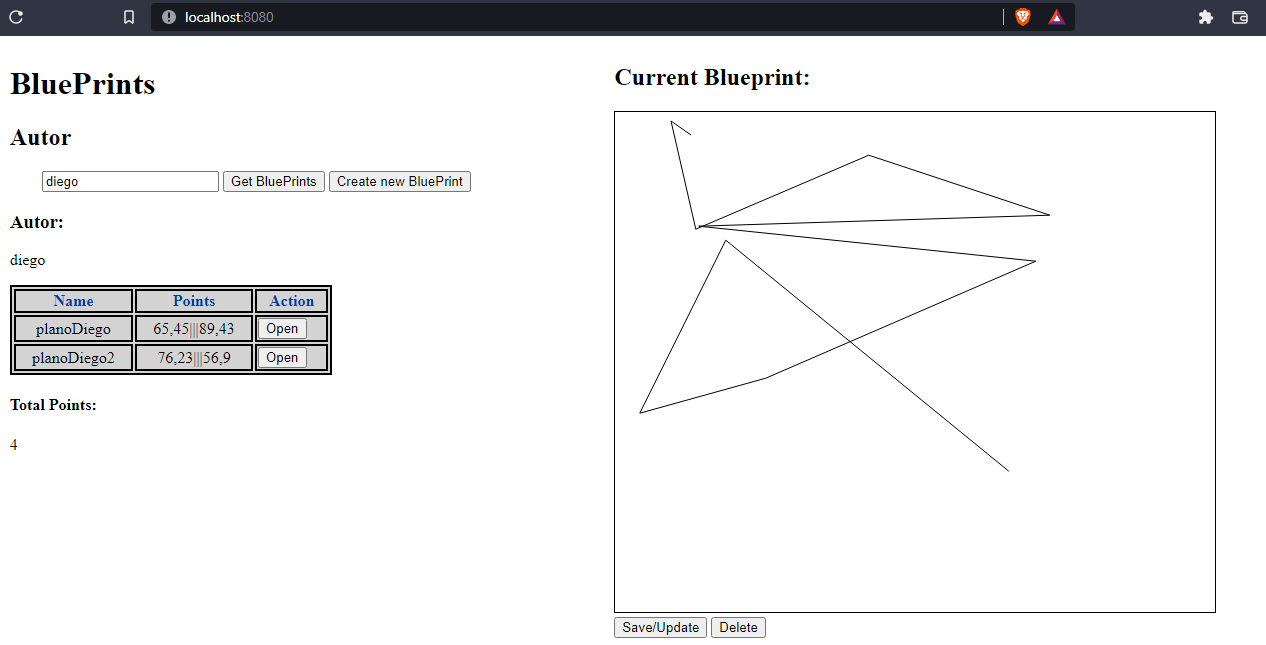 localhost:8080
BluePrints
Autor
diego Get BluePrints Create new BluePrint
Autor:
diego
Name Points Action
planoDiego 65,45|||89,43 Open
planoDiego2 76,23|||56,9 Open
Total Points:
4
Current Blueprint:
Save/Update Delete